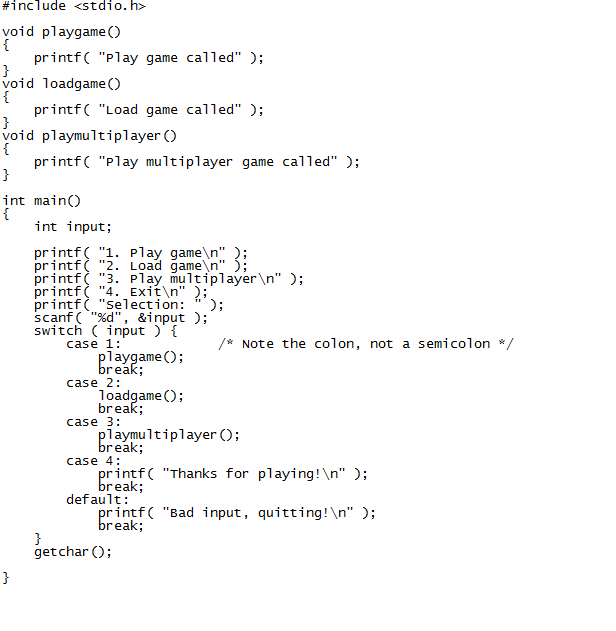 #include <stdio.h>

void playgame()
{
    printf( "Play game called" );
}
void loadgame()
{
    printf( "Load game called" );
}
void playmultiplayer()
{
    printf( "Play multiplayer game called" );
}

int main()
{
    int input;

    printf( "1. Play game\n" );
    printf( "2. Load game\n" );
    printf( "3. Play multiplayer\n" );
    printf( "4. Exit\n" );
    printf( "Selection: " );
    scanf( "%d", &input );
    switch ( input ) {
        case 1:            /* Note the colon, not a semicolon */
            playgame();
            break;
        case 2:
            loadgame();
            break;
        case 3:
            playmultiplayer();
            break;
        case 4:
            printf( "Thanks for playing!\n" );
            break;
        default:
            printf( "Bad input, quitting!\n" );
            break;
    }
    getchar();

}